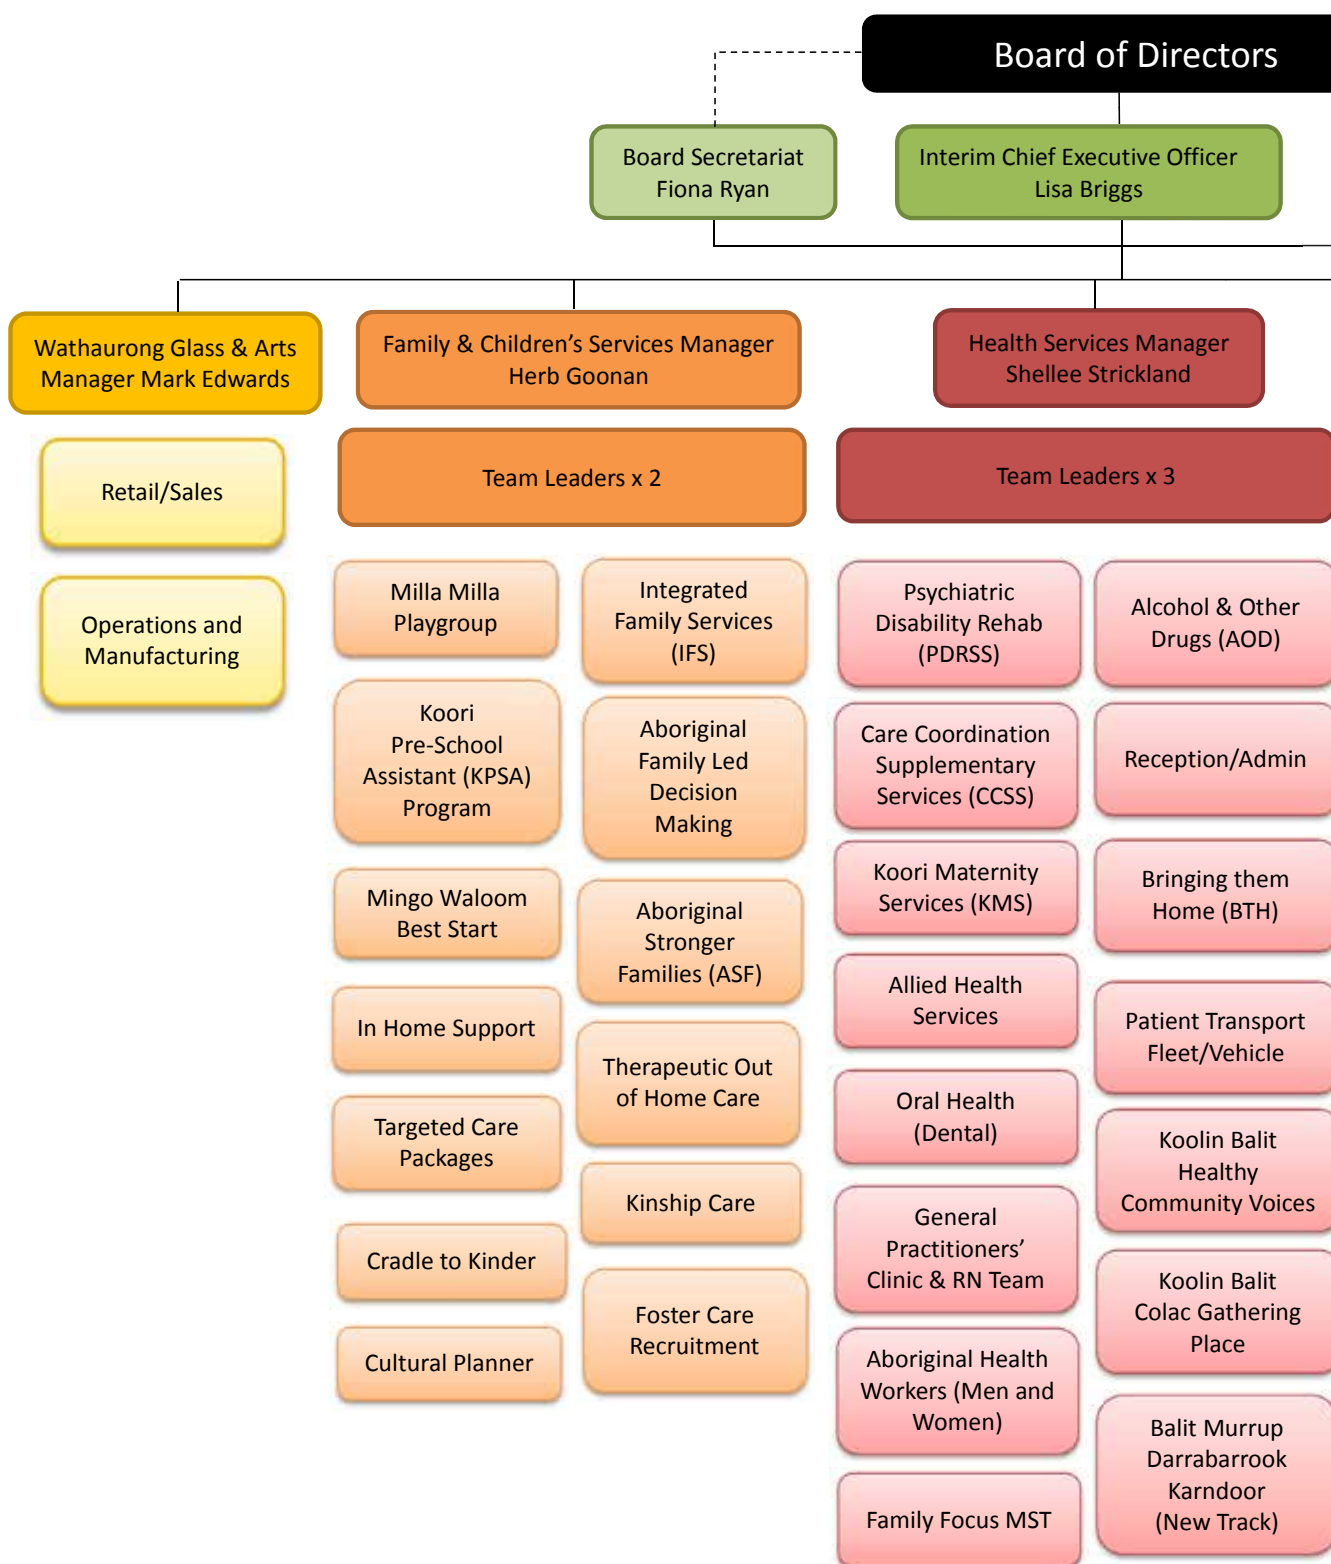 Board of Directors
Board Secretariat
Fiona Ryan
Interim Chief Executive Officer
Lisa Briggs
Wathaurong Glass & Arts
Manager Mark Edwards
Family & Children’s Services Manager
Herb Goonan
Health Services Manager
Shellee Strickland
Retail/Sales
Operations and
Manufacturing
Team Leaders x 2
Milla Milla
Playgroup
Koori
Pre-School
Assistant (KPSA)
Program
Mingo Waloom
Best Start
In Home Support
Targeted Care
Packages
Cradle to Kinder
Cultural Planner
Integrated
Family Services
(IFS)
Aboriginal
Family Led
Decision
Making
Aboriginal
Stronger
Families (ASF)
Therapeutic Out
of Home Care
Kinship Care
Foster Care
Recruitment
Team Leaders x 3
Psychiatric
Disability Rehab
(PDRSS)
Care Coordination
Supplementary
Services (CCSS)
Koori Maternity
Services (KMS)
Allied Health
Services
Oral Health
(Dental)
General
Practitioners’
Clinic & RN Team
Aboriginal Health
Workers (Men and
Women)
Family Focus MST
Alcohol & Other
Drugs (AOD)
Reception/Admin
Bringing them
Home (BTH)
Patient Transport
Fleet/Vehicle
Koolin Balit
Healthy
Community Voices
Koolin Balit
Colac Gathering
Place
Balit Murrup
Darrabarrook
Karndoor
(New Track)